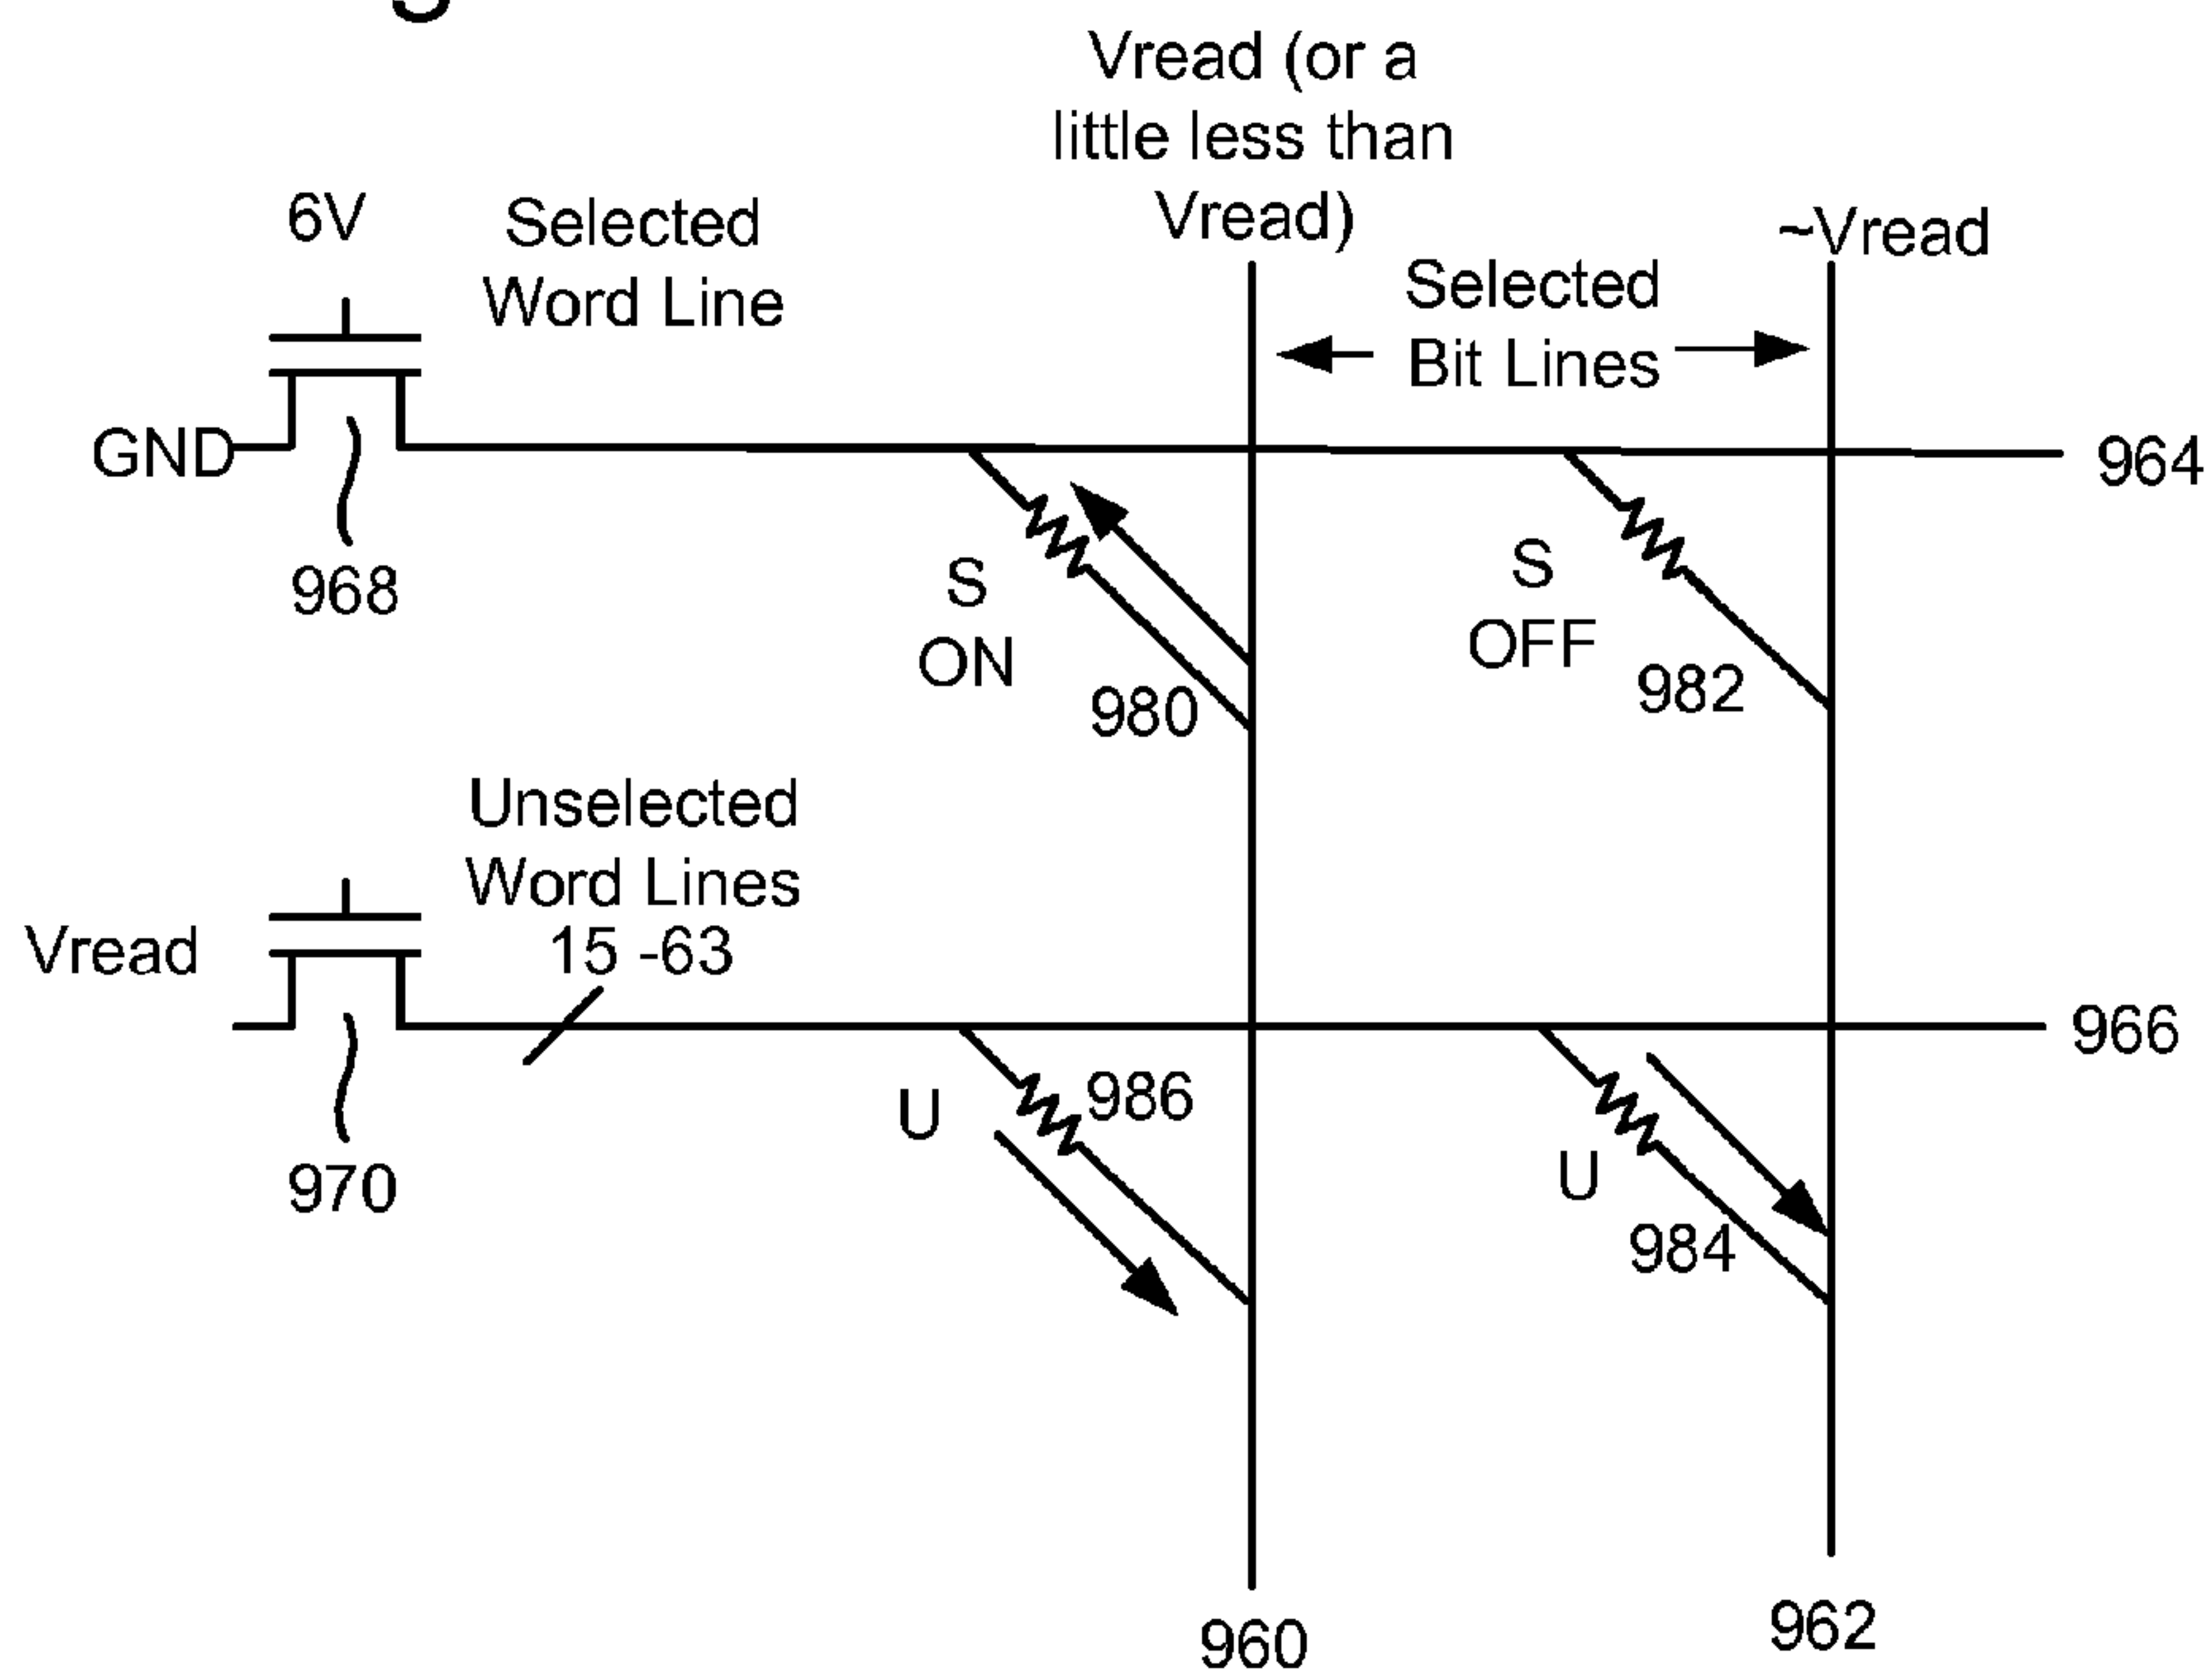 Vread (or a
little less than
Vread)
~Vread
6V
Selected
Word Line
Selected
Bit Lines
GND
964
968
S
ON
980
S
OFF
982
Unselected
Word Lines
15 -63
Vread
966
986
U
970
U
984
960
962